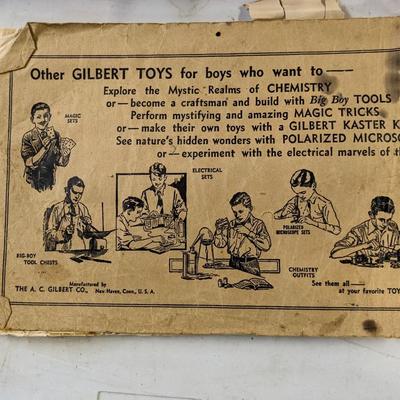 Other GILBERT TOYS for boys who want to——
Explore the Mystic Realms of CHEMISTRY
or—become a craftsman and build with Big Boy TOOLS
Perform mystifying and amazing MAGIC TRICKS
or—make their own toys with a GILBERT KASTER K
See nature's hidden wonders with POLARIZED MICROSC
or—experiment with the electrical marvels of th
MAGIC
SETS
ELECTRICAL
SETS
POLARIZED
MICROSCOPE SETS
BIG-BOY
TOOL CHESTS
CHEMISTRY
OUTFITS
Manufactured by
THE A. C. GILBERT CO., New Haven, Conn., U. S. A.
See them all——
at your favorite TOY